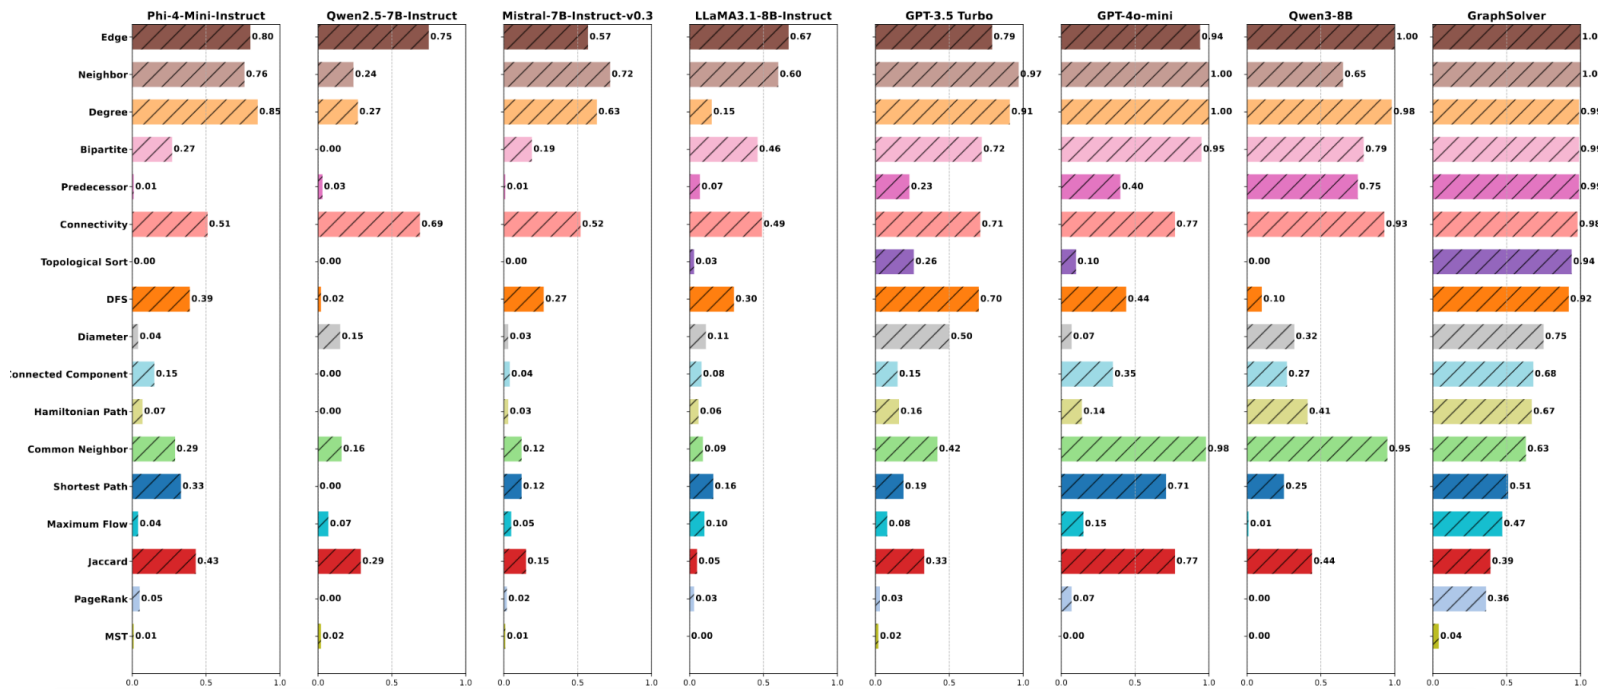 Phi-4-Mini-Instruct Qwen2.5-7B-Instruct Mistral-7B-Instruct-v0.3 LLaMA3.1-8B-Instruct GPT-3.5 Turbo GPT-4o-mini Qwen3-8B GraphSolver
Edge 0.80 0.75 0.57 0.67 0.79 0.94 1.00 1.0
Neighbor 0.76 0.24 0.72 0.60 0.97 1.00 0.65 1.0
Degree 0.85 0.27 0.63 0.15 0.91 1.00 0.98 0.99
Bipartite 0.27 0.00 0.19 0.46 0.72 0.95 0.79 0.99
Predecessor 0.01 0.03 0.01 0.07 0.23 0.40 0.75 0.99
Connectivity 0.51 0.69 0.52 0.49 0.71 0.77 0.93 0.98
Topological Sort 0.00 0.00 0.00 0.03 0.26 0.10 0.00 0.94
DFS 0.39 0.02 0.27 0.30 0.70 0.44 0.10 0.92
Diameter 0.04 0.15 0.03 0.11 0.50 0.07 0.32 0.75
Connected Component 0.15 0.00 0.04 0.08 0.15 0.35 0.27 0.68
Hamiltonian Path 0.07 0.00 0.03 0.06 0.16 0.14 0.41 0.67
Common Neighbor 0.29 0.16 0.12 0.09 0.42 0.98 0.95 0.63
Shortest Path 0.33 0.00 0.12 0.16 0.19 0.71 0.25 0.51
Maximum Flow 0.04 0.07 0.05 0.10 0.08 0.15 0.01 0.47
Jaccard 0.43 0.29 0.15 0.05 0.33 0.77 0.44 0.39
PageRank 0.05 0.00 0.02 0.03 0.03 0.07 0.00 0.36
MST 0.01 0.02 0.01 0.00 0.02 0.00 0.00 0.04
0.0 0.5 1.0 0.0 0.5 1.0 0.0 0.5 1.0 0.0 0.5 1.0 0.0 0.5 1.0 0.0 0.5 1.0 0.0 0.5 1.0 0.0 0.5 1.0